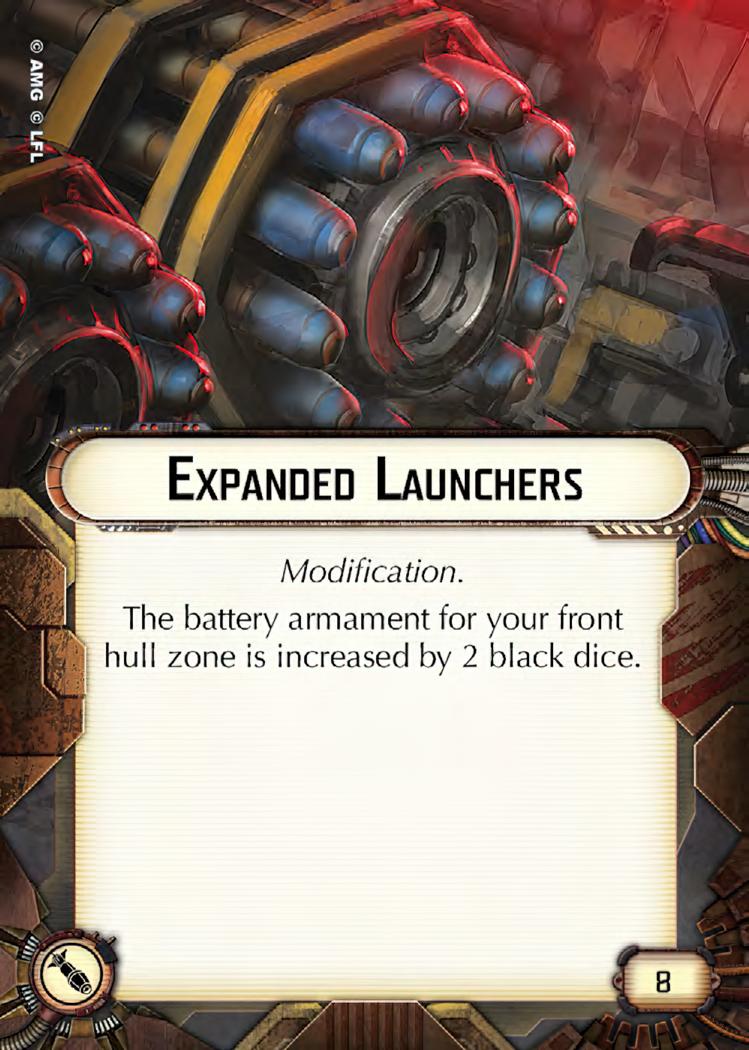 © AMG © LFL
EXPANDED LAUNCHERS
Modification.
The battery armament for your front
hull zone is increased by 2 black dice.
8